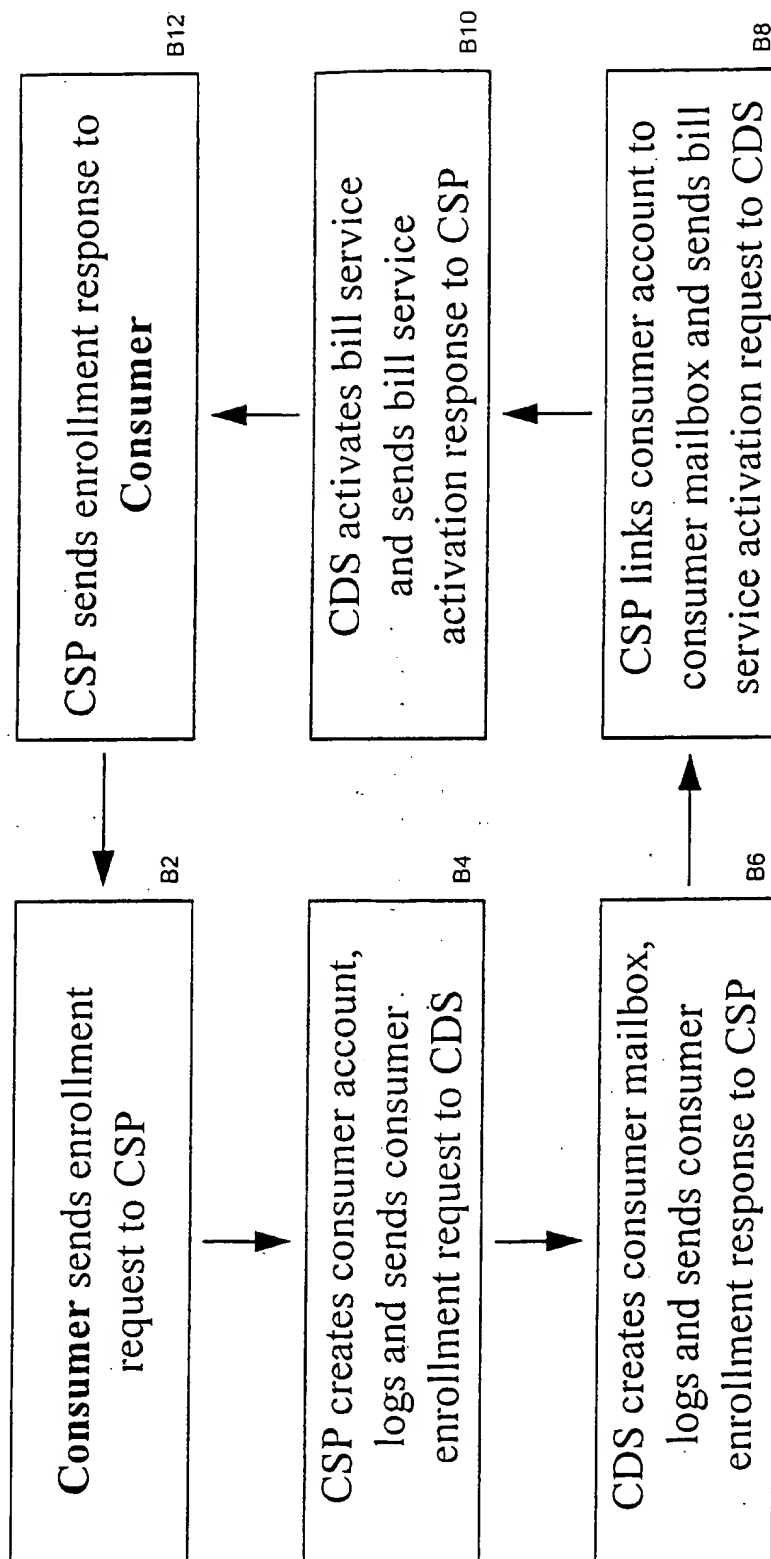 Consumer sends enrollment
request to CSP
B2
CSP creates consumer account,
logs and sends consumer
enrollment request to CDS
B4
CDS creates consumer mailbox,
logs and sends consumer
enrollment response to CSP
B6
CSP links consumer account to
consumer mailbox and sends bill
service activation request to CDS
B8
CDS activates bill service
and sends bill service
activation response to CSP
B10
CSP sends enrollment response to
Consumer
B12